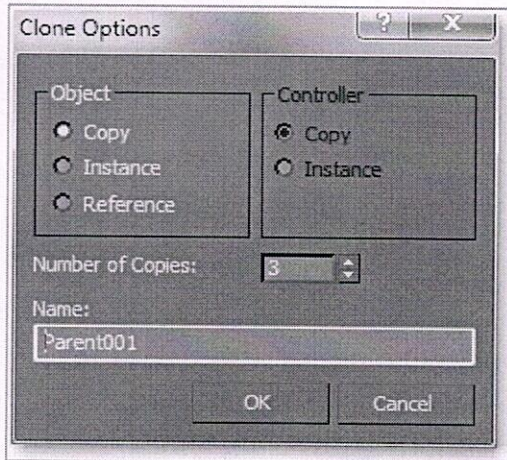 Clone Options
? X
Object
Copy
Instance
Reference
Controller
Copy
Instance
Number of Copies: 3
Name:
Parent001
OK Cancel